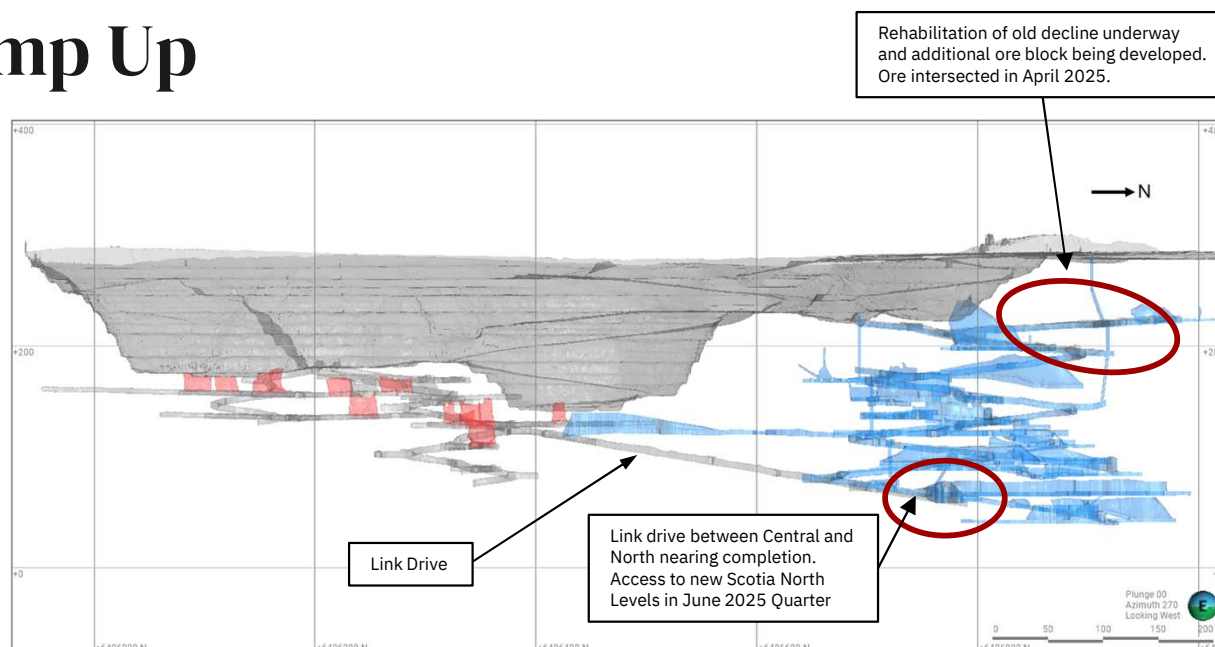 mp Up
Rehabilitation of old decline underway
and additional ore block being developed.
Ore intersected in April 2025.
+400
N
+200
Link Drive
Link drive between Central and
North nearing completion.
Access to new Scotia North
Levels in June 2025 Quarter
+0
Plunge 00
Azimuth 270
Looking West
E
0 50 100 150 200